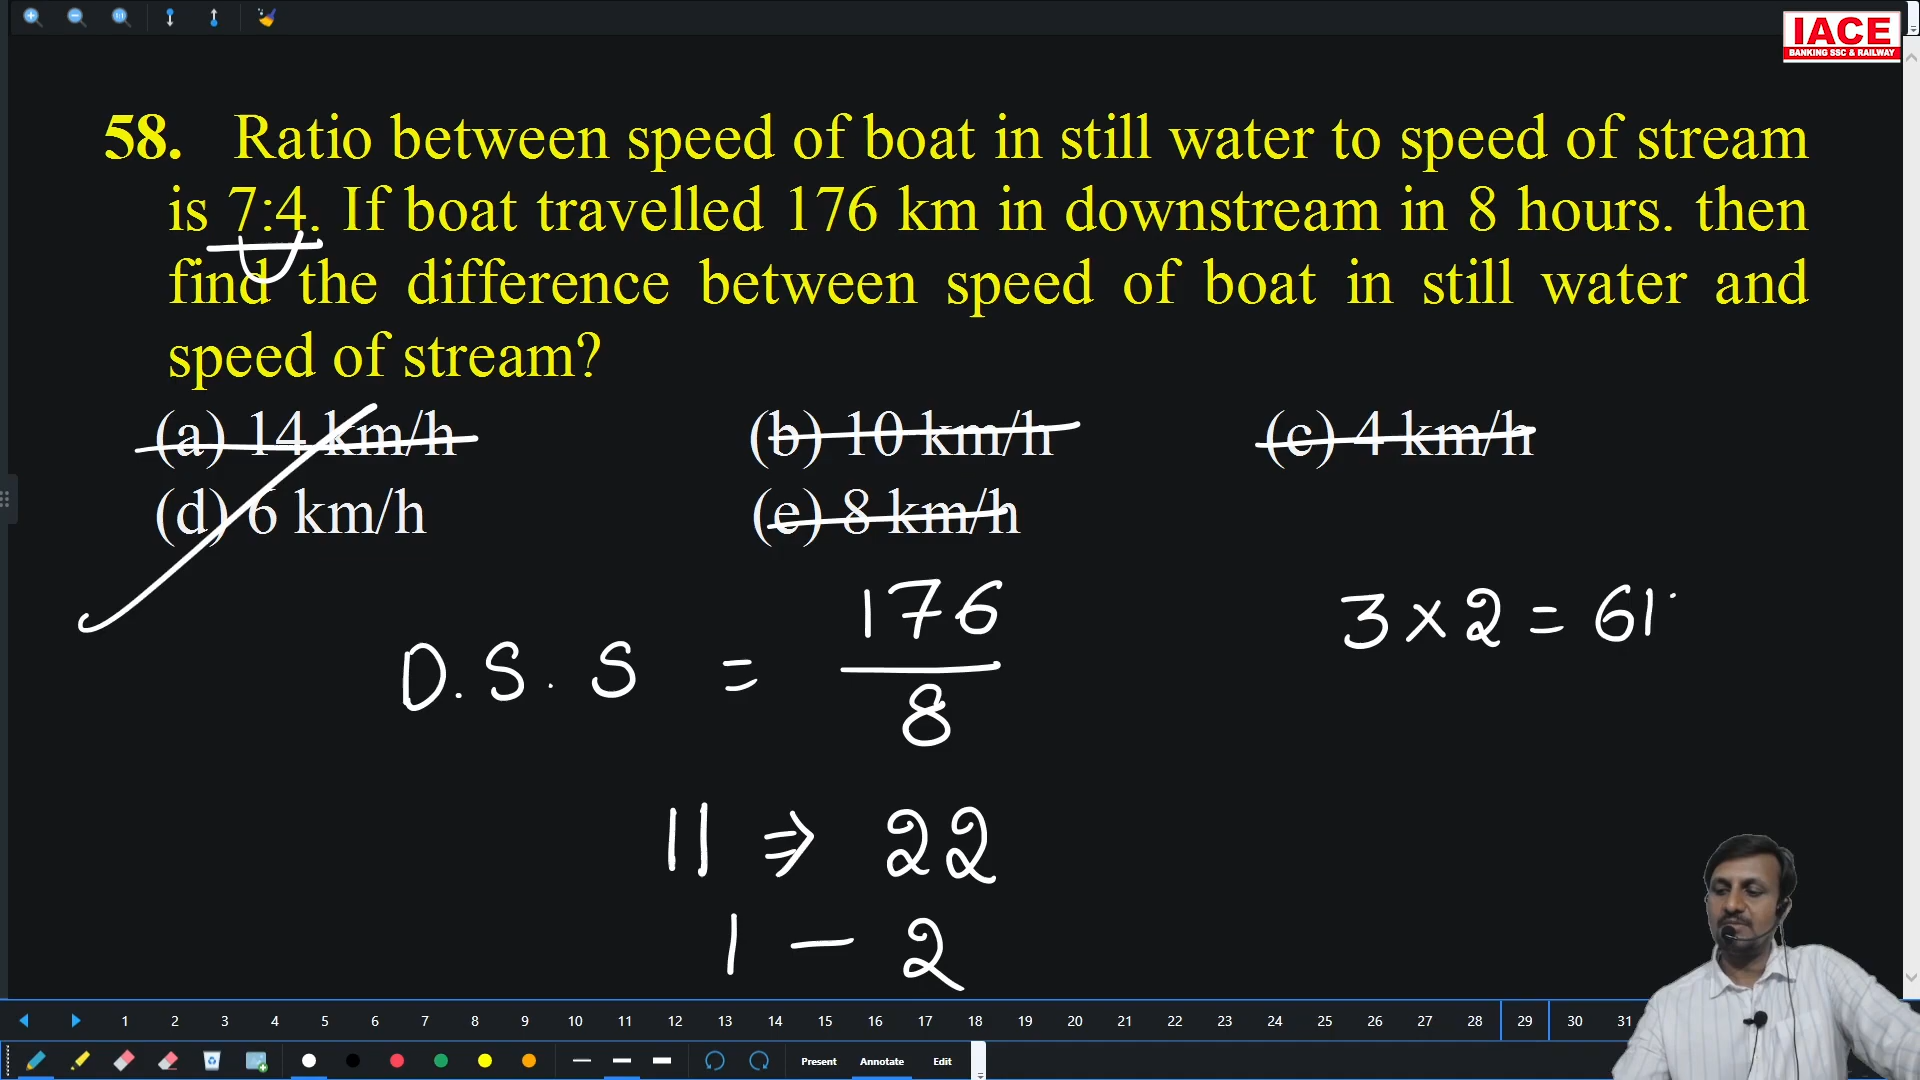 IACE
BANKING SSC & RAILWAY
58. Ratio between speed of boat in still water to speed of stream
is 7:4. If boat travelled 176 km in downstream in 8 hours. then
find the difference between speed of boat in still water and
speed of stream?
(a) 14 km/h (b) 10 km/h (c) 4 km/h
(d) 6 km/h (e) 8 km/h
D.S.S = 176
8
3 × 2 = 61
11 ⇒ 22
1 – 2
1 2 3 4 5 6 7 8 9 10 11 12 13 14 15 16 17 18 19 20 21 22 23 24 25 26 27 28 29 30 31
Present Annotate Edit